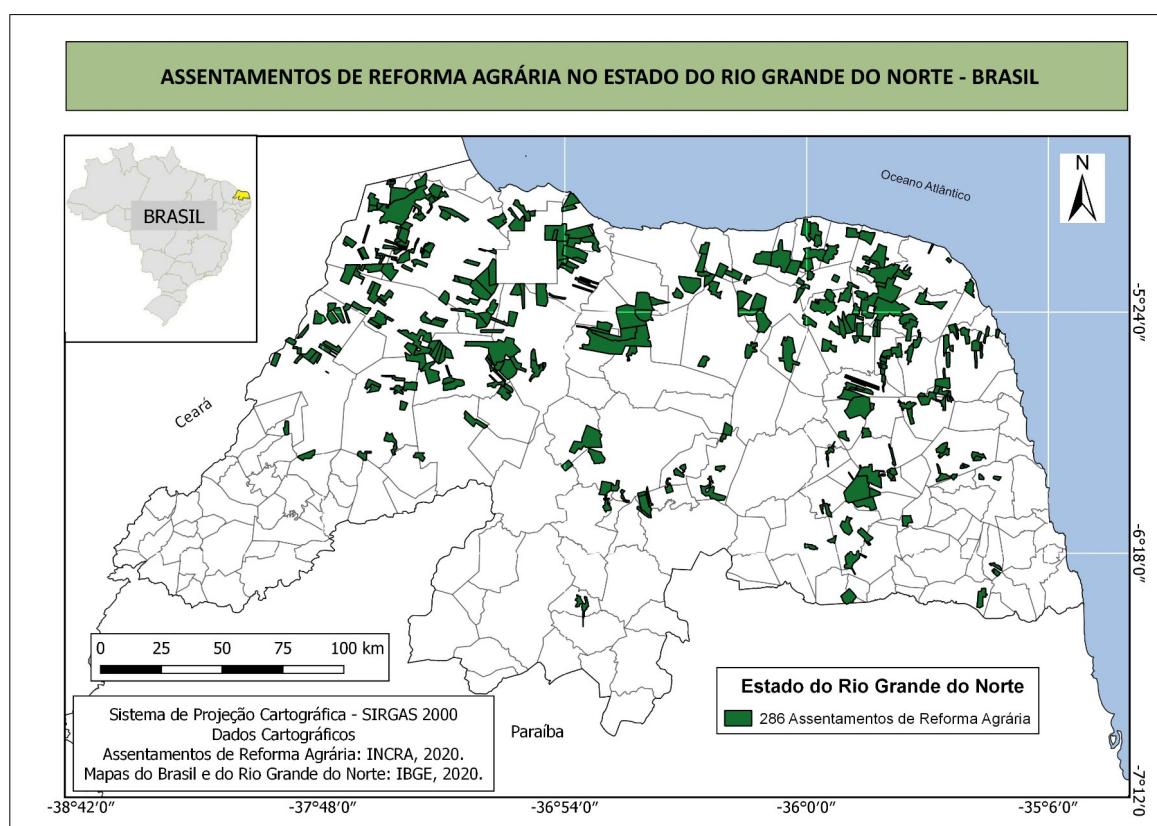 ASSENTAMENTOS DE REFORMA AGRÁRIA NO ESTADO DO RIO GRANDE DO NORTE - BRASIL
BRASIL
Oceano Atlântico
N
-5°24'0"
Ceará
-6°18'0"
0 25 50 75 100 km
Estado do Rio Grande do Norte
286 Assentamentos de Reforma Agrária
Sistema de Projeção Cartográfica - SIRGAS 2000
Dados Cartográficos
Assentamentos de Reforma Agrária: INCRA, 2020.
Mapas do Brasil e do Rio Grande do Norte: IBGE, 2020.
Paraíba
-7°12'0
-38°42'0"
-37°48'0"
-36°54'0"
-36°0'0"
-35°6'0"